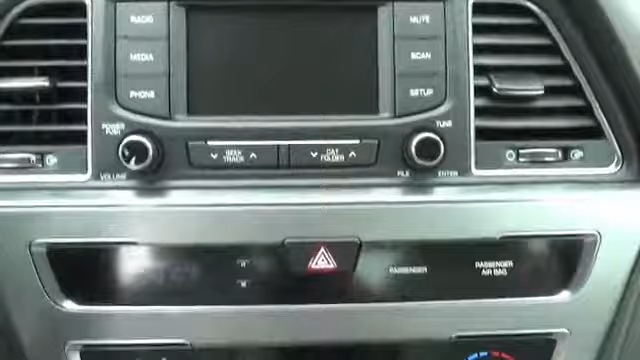 RADIO
MEDIA
PHONE
MUTE
SCAN
SETUP
POWER
PUSH
VOLUME
SEEK
TRACK
CAT
FOLDER
TUNE
FILE
ENTER
PASSENGER
PASSENGER
AIR BAG